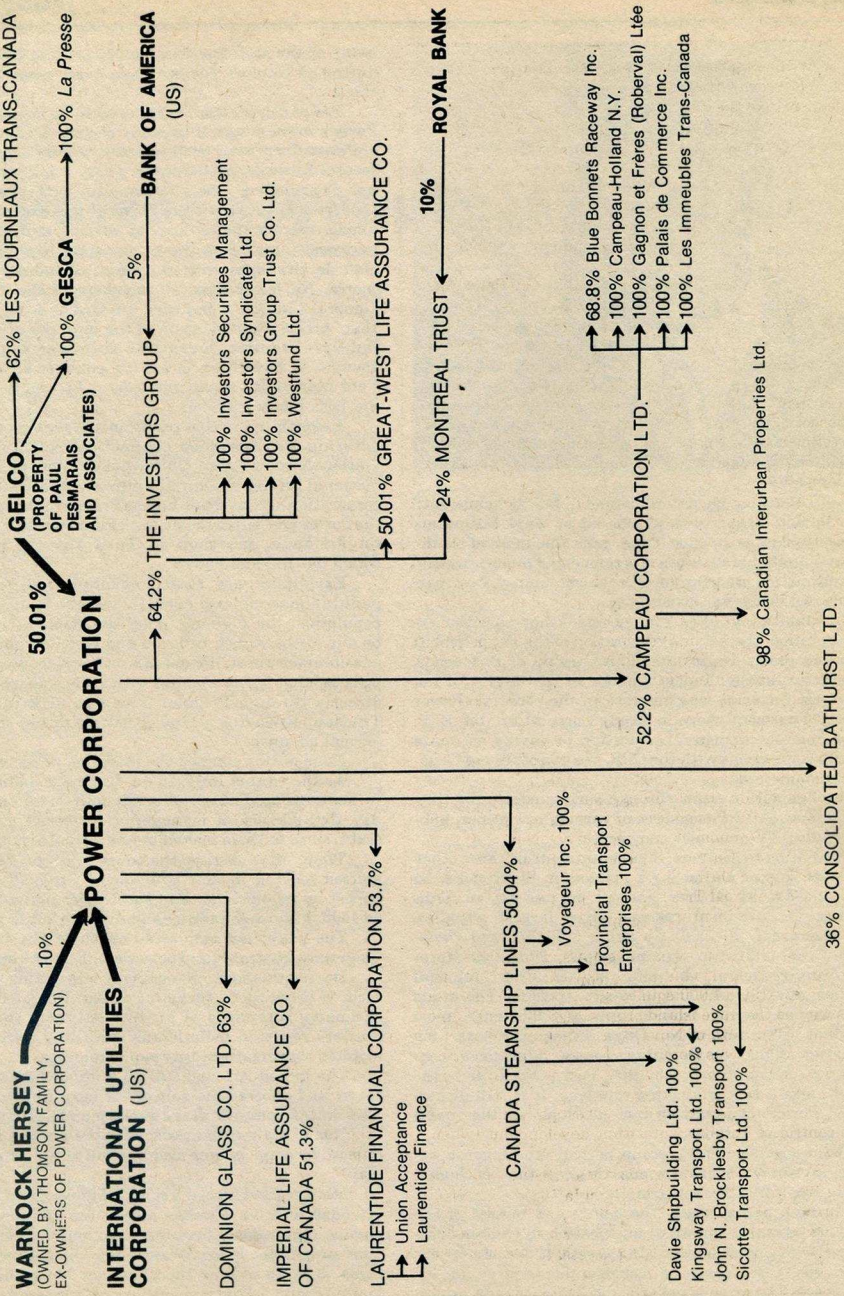 WARNOCK HERSEY
(OWNED BY THOMSON FAMILY,
EX-OWNERS OF POWER CORPORATION)
10%
INTERNATIONAL UTILITIES
CORPORATION (US)
POWER CORPORATION
50.01%
GELCO
(PROPERTY
OF PAUL
DESMARAIS
AND ASSOCIATES)
62% LES JOURNEAUX TRANS-CANADA
100% GESCA
100% La Presse
DOMINION GLASS CO. LTD. 63%
IMPERIAL LIFE ASSURANCE CO.
OF CANADA 51.3%
LAURENTIDE FINANCIAL CORPORATION 53.7%
Union Acceptance
Laurentide Finance
CANADA STEAMSHIP LINES 50.04%
Voyageur Inc. 100%
Provincial Transport
Enterprises 100%
Davie Shipbuilding Ltd. 100%
Kingsway Transport Ltd. 100%
John N. Brocklesby Transport 100%
Sicotte Transport Ltd. 100%
64.2% THE INVESTORS GROUP
5%
BANK OF AMERICA
(US)
100% Investors Securities Management
100% Investors Syndicate Ltd.
100% Investors Group Trust Co. Ltd.
100% Westfund Ltd.
50.01% GREAT-WEST LIFE ASSURANCE CO.
24% MONTREAL TRUST
10%
ROYAL BANK
52.2% CAMPEAU CORPORATION LTD.
68.8% Blue Bonnets Raceway Inc.
100% Campeau-Holland N.Y.
100% Gagnon et Frères (Roberval) Ltée
100% Palais de Commerce Inc.
100% Les Immeubles Trans-Canada
98% Canadian Interurban Properties Ltd.
36% CONSOLIDATED BATHURST LTD.